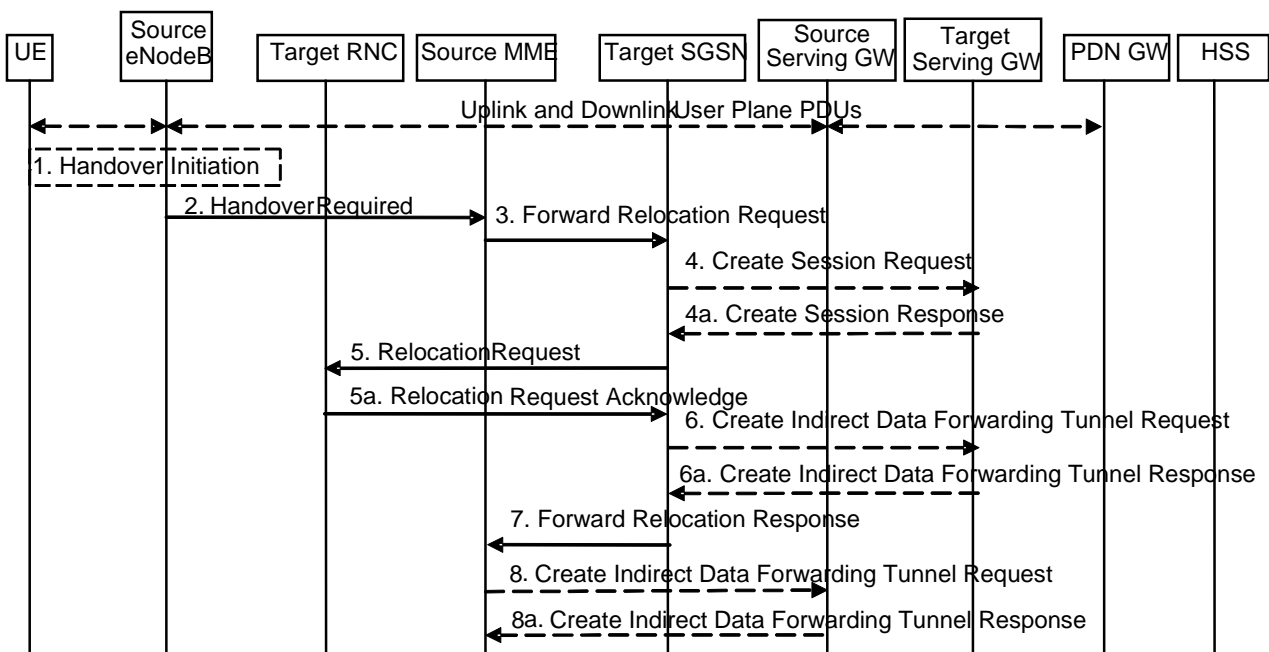 UE
Source
eNodeB
Target RNC
Source MME
Target SGSN
Source
Serving GW
Target
Serving GW
PDN GW
HSS
Uplink and Downlink User Plane PDUs
1. Handover Initiation
2. Handover Required
3. Forward Relocation Request
4. Create Session Request
4a. Create Session Response
5. Relocation Request
5a. Relocation Request Acknowledge
6. Create Indirect Data Forwarding Tunnel Request
6a. Create Indirect Data Forwarding Tunnel Response
7. Forward Relocation Response
8. Create Indirect Data Forwarding Tunnel Request
8a. Create Indirect Data Forwarding Tunnel Response